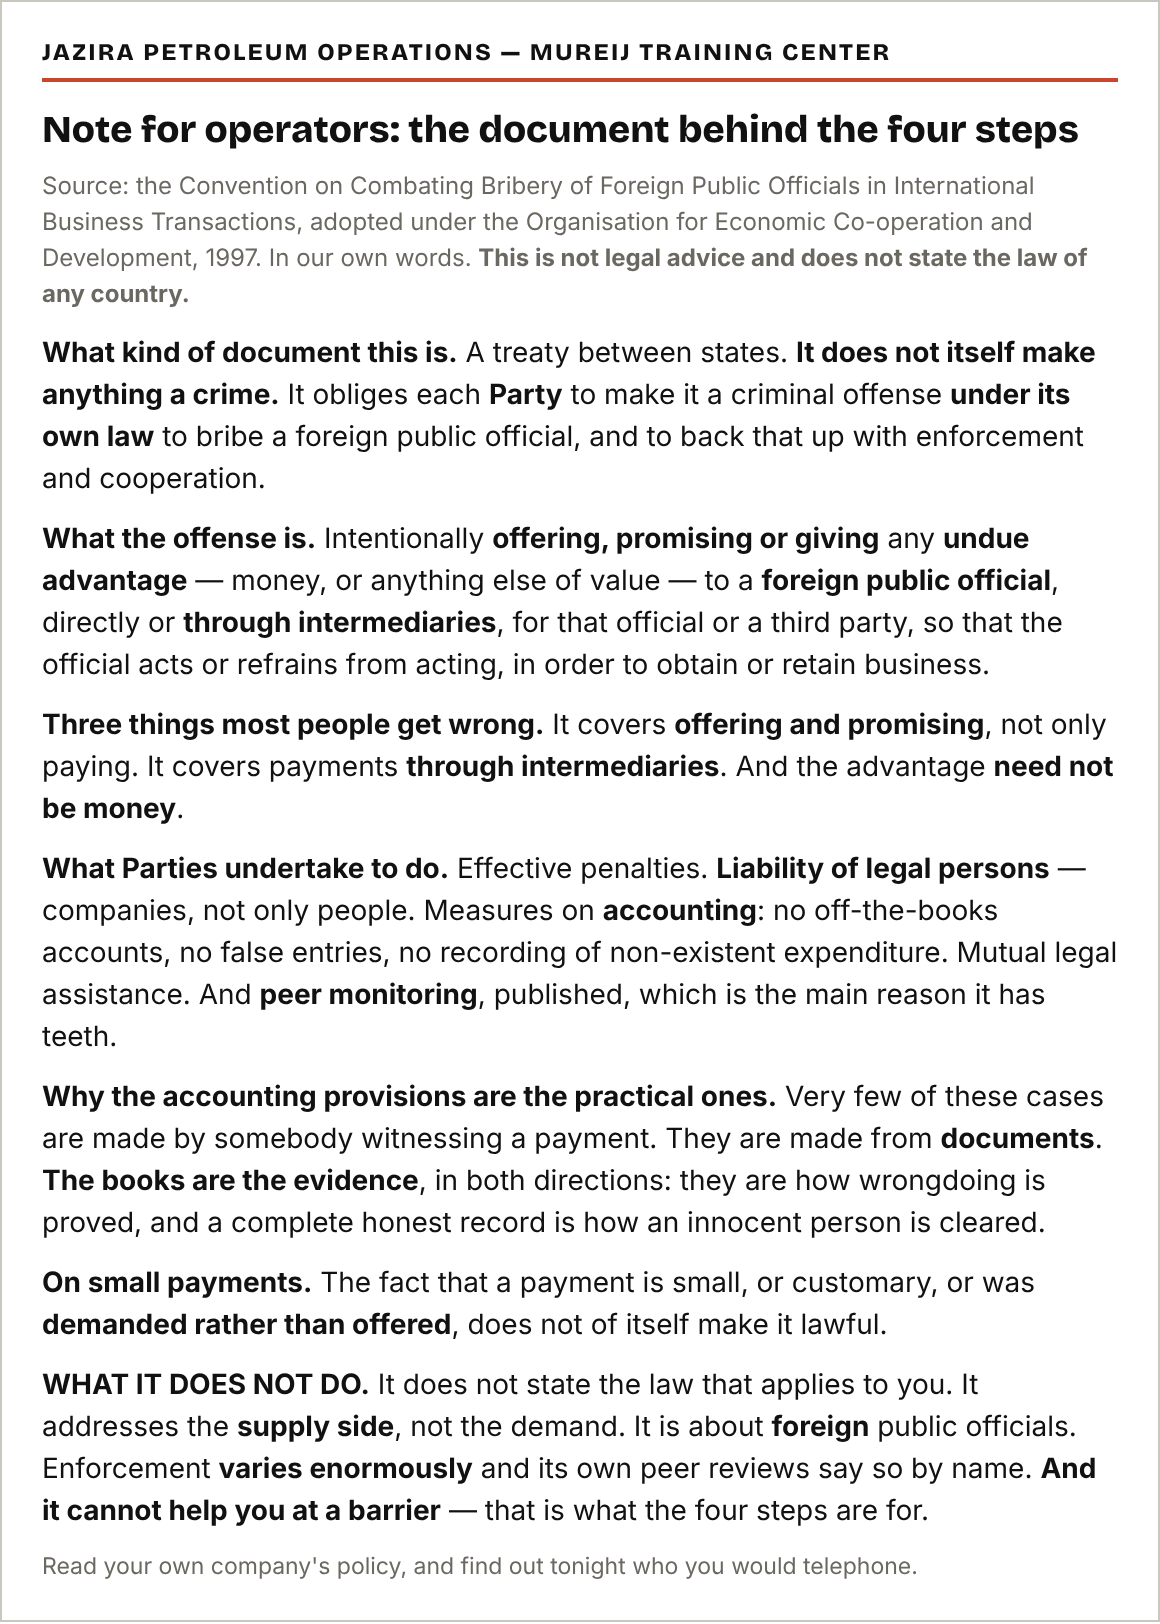 JAZIRA PETROLEUM OPERATIONS — MUREIJ TRAINING CENTER
Note for operators: the document behind the four steps
Source: the Convention on Combating Bribery of Foreign Public Officials in International
Business Transactions, adopted under the Organisation for Economic Co-operation and
Development, 1997. In our own words. This is not legal advice and does not state the law of
any country.
What kind of document this is. A treaty between states. It does not itself make
anything a crime. It obliges each Party to make it a criminal offense under its
own law to bribe a foreign public official, and to back that up with enforcement
and cooperation.
What the offense is. Intentionally offering, promising or giving any undue
advantage — money, or anything else of value — to a foreign public official,
directly or through intermediaries, for that official or a third party, so that the
official acts or refrains from acting, in order to obtain or retain business.
Three things most people get wrong. It covers offering and promising, not only
paying. It covers payments through intermediaries. And the advantage need not
be money.
What Parties undertake to do. Effective penalties. Liability of legal persons —
companies, not only people. Measures on accounting: no off-the-books
accounts, no false entries, no recording of non-existent expenditure. Mutual legal
assistance. And peer monitoring, published, which is the main reason it has
teeth.
Why the accounting provisions are the practical ones. Very few of these cases
are made by somebody witnessing a payment. They are made from documents.
The books are the evidence, in both directions: they are how wrongdoing is
proved, and a complete honest record is how an innocent person is cleared.
On small payments. The fact that a payment is small, or customary, or was
demanded rather than offered, does not of itself make it lawful.
WHAT IT DOES NOT DO. It does not state the law that applies to you. It
addresses the supply side, not the demand. It is about foreign public officials.
Enforcement varies enormously and its own peer reviews say so by name. And
it cannot help you at a barrier — that is what the four steps are for.
Read your own company's policy, and find out tonight who you would telephone.